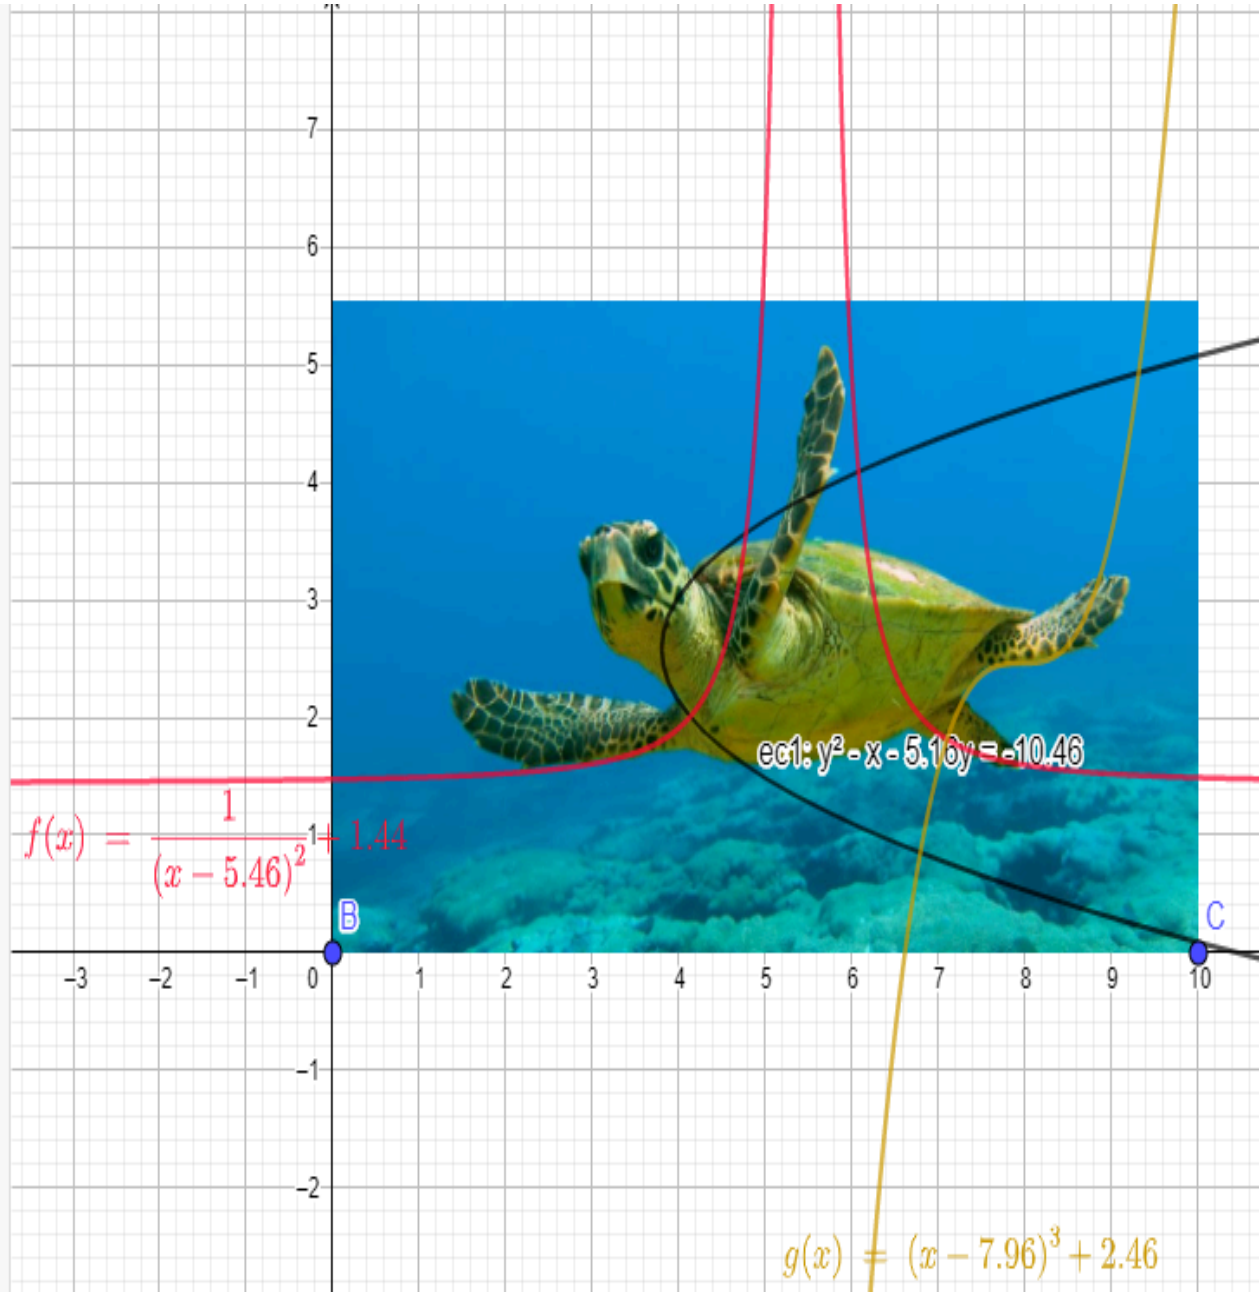 7
6
5
4
3
2
ec1: y² - x - 5.16y = -10.46
f(x) = 1/(x − 5.46)² + 1.44
1
B
C
−3 −2 −1 0 1 2 3 4 5 6 7 8 9 10
−1
−2
g(x) = (x − 7.96)³ + 2.46